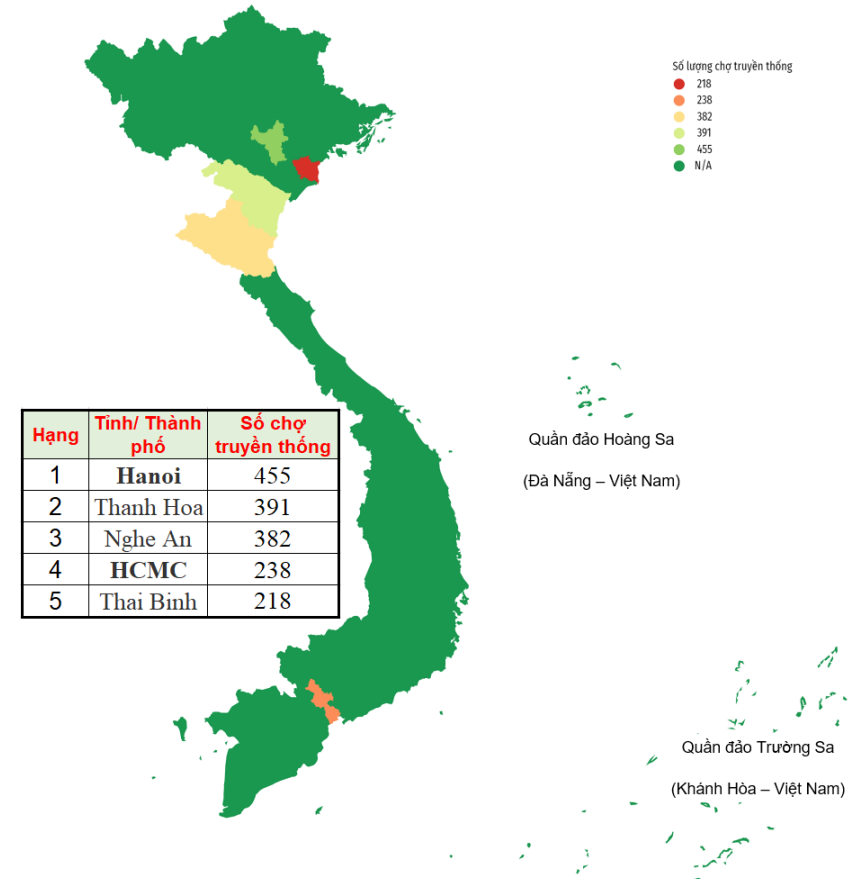 Số lượng chợ truyền thống
218
238
382
391
455
N/A
Quần đảo Hoàng Sa
(Đà Nẵng – Việt Nam)
Hạng Tỉnh/ Thành phố Số chợ truyền thống
1 Hanoi 455
2 Thanh Hoa 391
3 Nghe An 382
4 HCMC 238
5 Thai Binh 218
Quần đảo Trường Sa
(Khánh Hòa – Việt Nam)